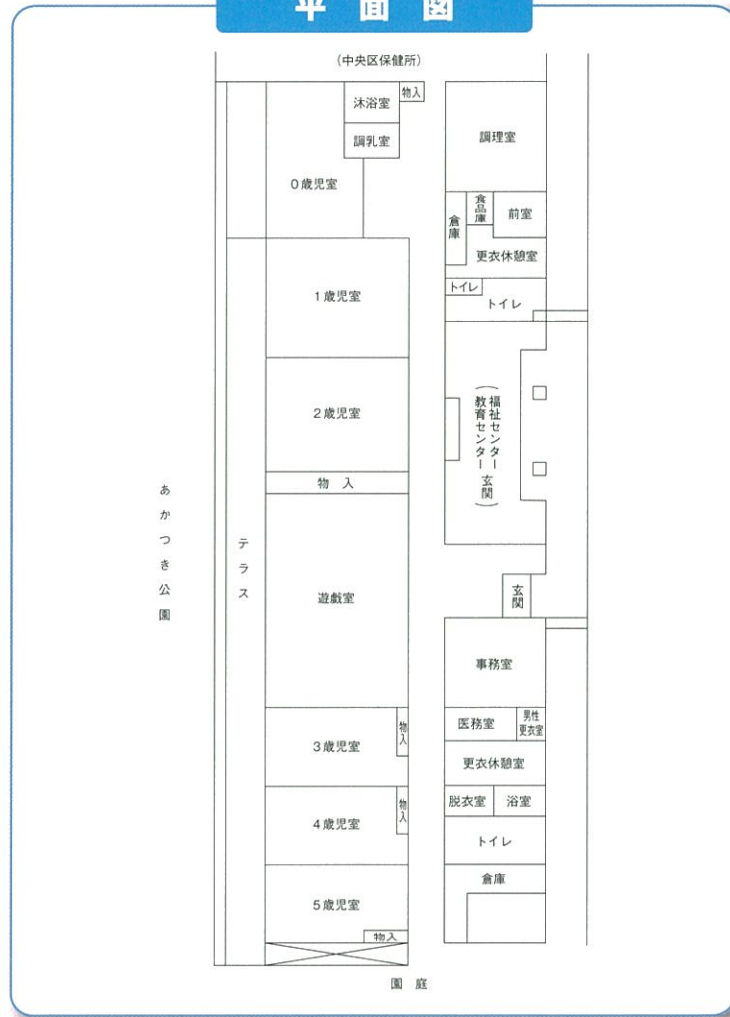 平面図
(中央区保健所)
沐浴室
物入
調乳室
0歳児室
調理室
食品庫
前室
倉庫
更衣休憩室
トイレ
トイレ
1歳児室
2歳児室
(福祉センター
教育センター 玄関)
物入
あかつき公園
テラス
遊戯室
玄関
事務室
医務室
男性
更衣室
3歳児室
物入
更衣休憩室
4歳児室
物入
脱衣室
浴室
トイレ
5歳児室
倉庫
物入
園庭